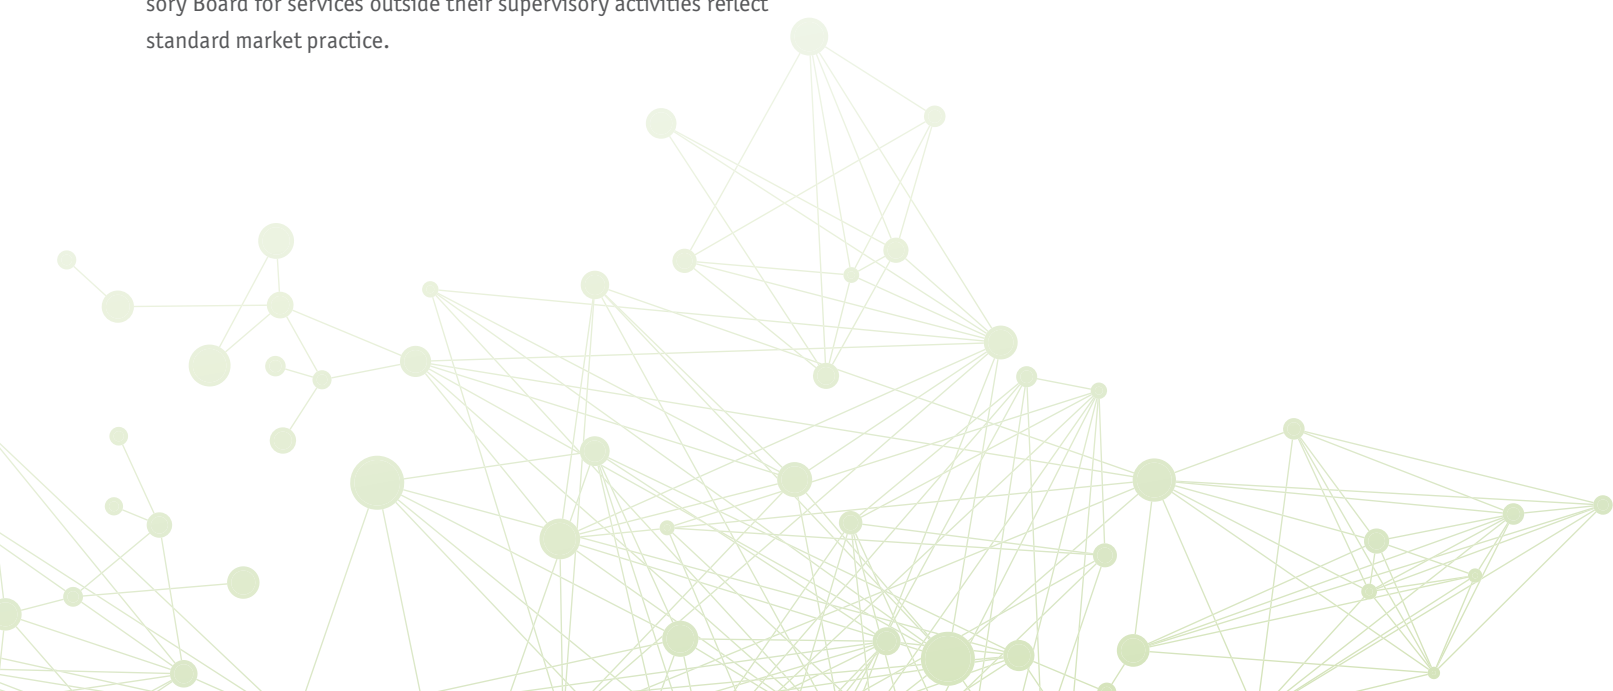 sory Board for services outside their supervisory activities reflect
standard market practice.